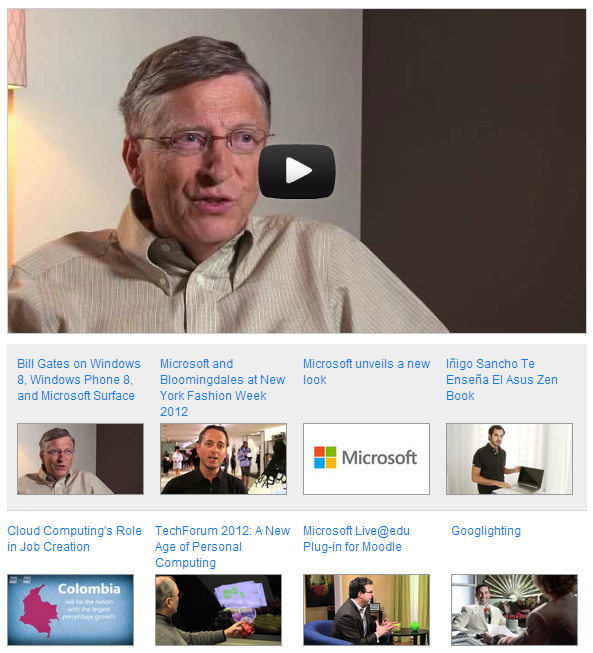 Bill Gates on Windows
8, Windows Phone 8,
and Microsoft Surface
Microsoft and
Bloomingdales at New
York Fashion Week
2012
Microsoft unveils a new
look
Iñigo Sancho Te
Enseña El Asus Zen
Book
Microsoft
Cloud Computing's Role
in Job Creation
TechForum 2012: A New
Age of Personal
Computing
Microsoft Live@edu
Plug-in for Moodle
Googlighting
Colombia
will be the nation
with the largest
percentage growth: